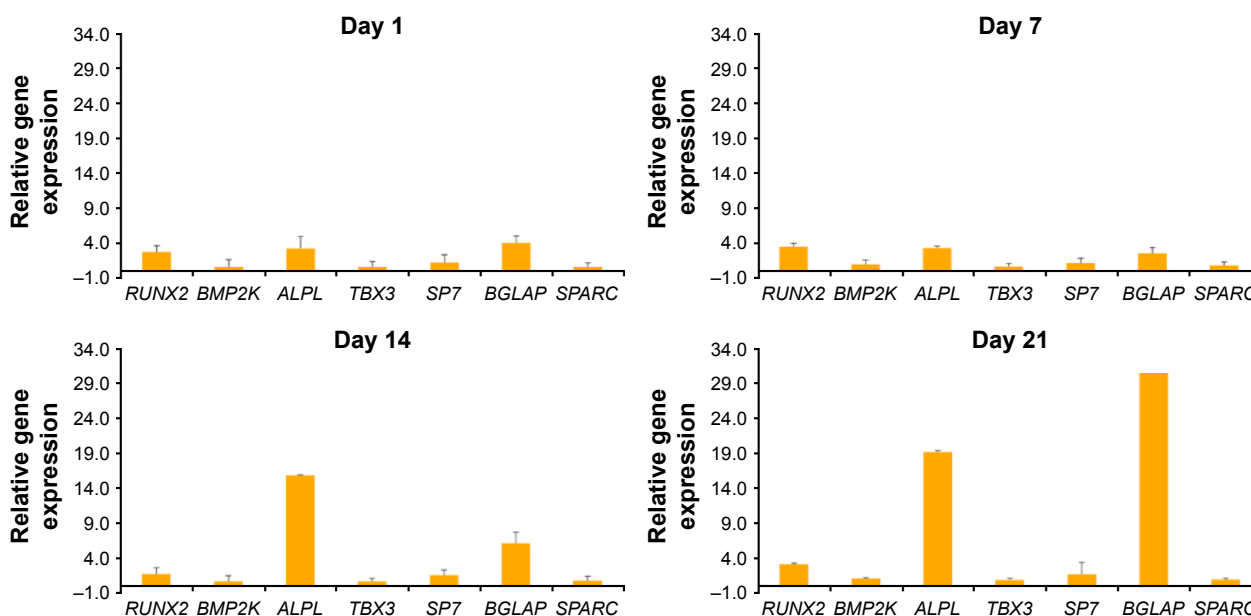 Day 1
Relative gene
expression
34.0
29.0
24.0
19.0
14.0
9.0
4.0
–1.0
RUNX2 BMP2K ALPL TBX3 SP7 BGLAP SPARC
Day 7
Relative gene
expression
34.0
29.0
24.0
19.0
14.0
9.0
4.0
–1.0
RUNX2 BMP2K ALPL TBX3 SP7 BGLAP SPARC
Day 14
Relative gene
expression
34.0
29.0
24.0
19.0
14.0
9.0
4.0
–1.0
RUNX2 BMP2K ALPL TBX3 SP7 BGLAP SPARC
Day 21
Relative gene
expression
34.0
29.0
24.0
19.0
14.0
9.0
4.0
–1.0
RUNX2 BMP2K ALPL TBX3 SP7 BGLAP SPARC